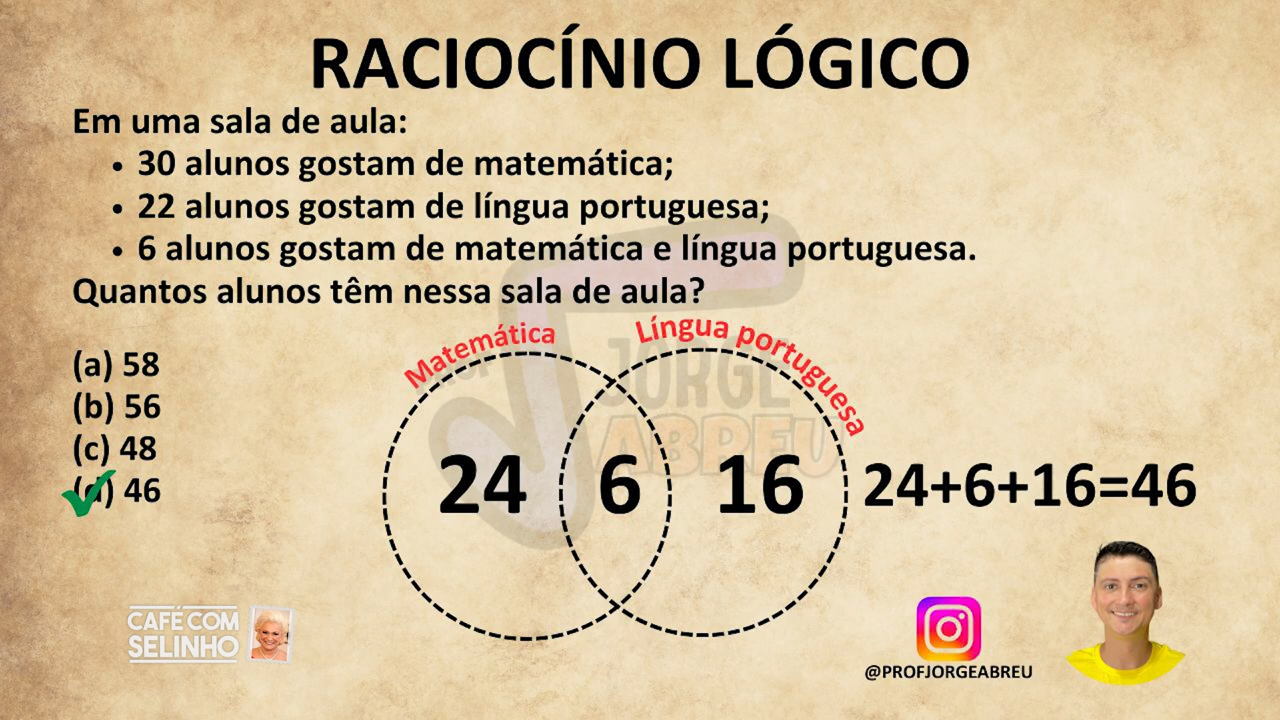 RACIOCÍNIO LÓGICO
Em uma sala de aula:
• 30 alunos gostam de matemática;
• 22 alunos gostam de língua portuguesa;
• 6 alunos gostam de matemática e língua portuguesa.
Quantos alunos têm nessa sala de aula?
(a) 58
(b) 56
(c) 48
(d) 46
Matemática
Língua portuguesa
JORGE
ABREU
24 6 16 24+6+16=46
CAFÉ COM
SELINHO
@PROFJORGEABREU